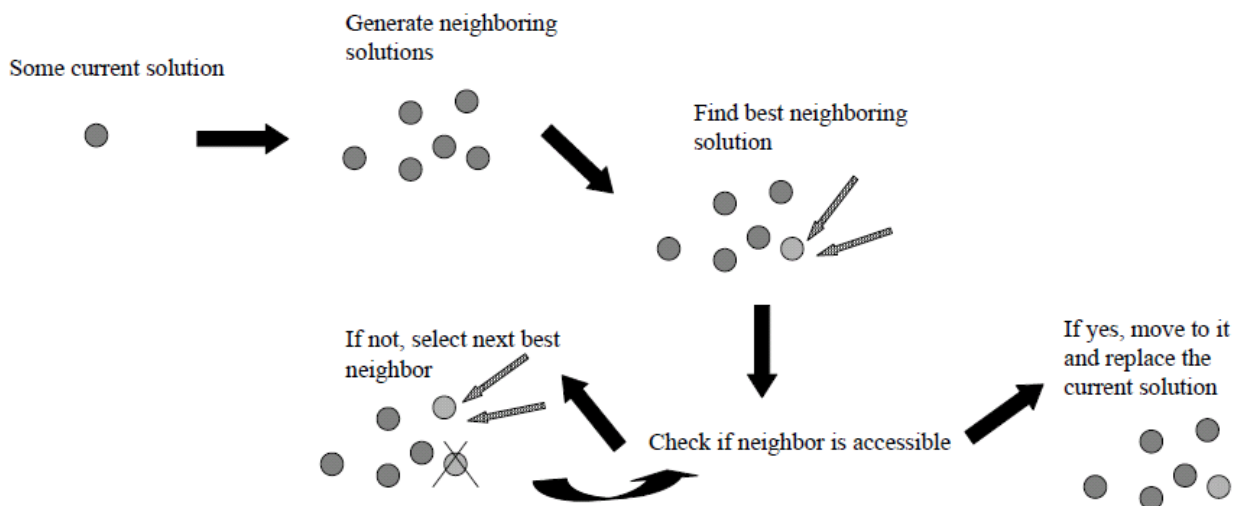 Some current solution
Generate neighboring
solutions
Find best neighboring
solution
If not, select next best
neighbor
Check if neighbor is accessible
If yes, move to it
and replace the
current solution